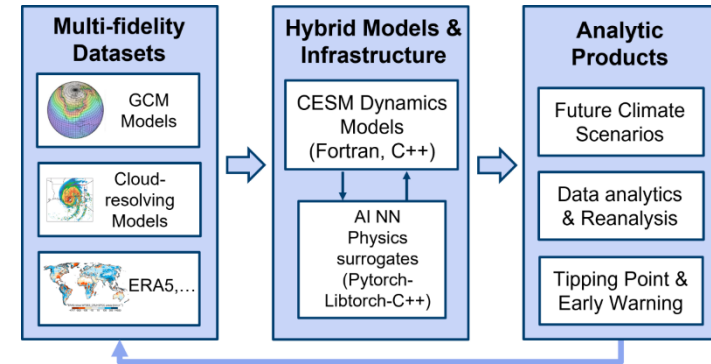 Multi-fidelity
Datasets
GCM
Models
Cloud-
resolving
Models
ERA5,...
Hybrid Models &
Infrastructure
CESM Dynamics
Models
(Fortran, C++)
AI NN
Physics
surrogates
(Pytorch-
Libtorch-C++)
Analytic
Products
Future Climate
Scenarios
Data analytics
& Reanalysis
Tipping Point &
Early Warning